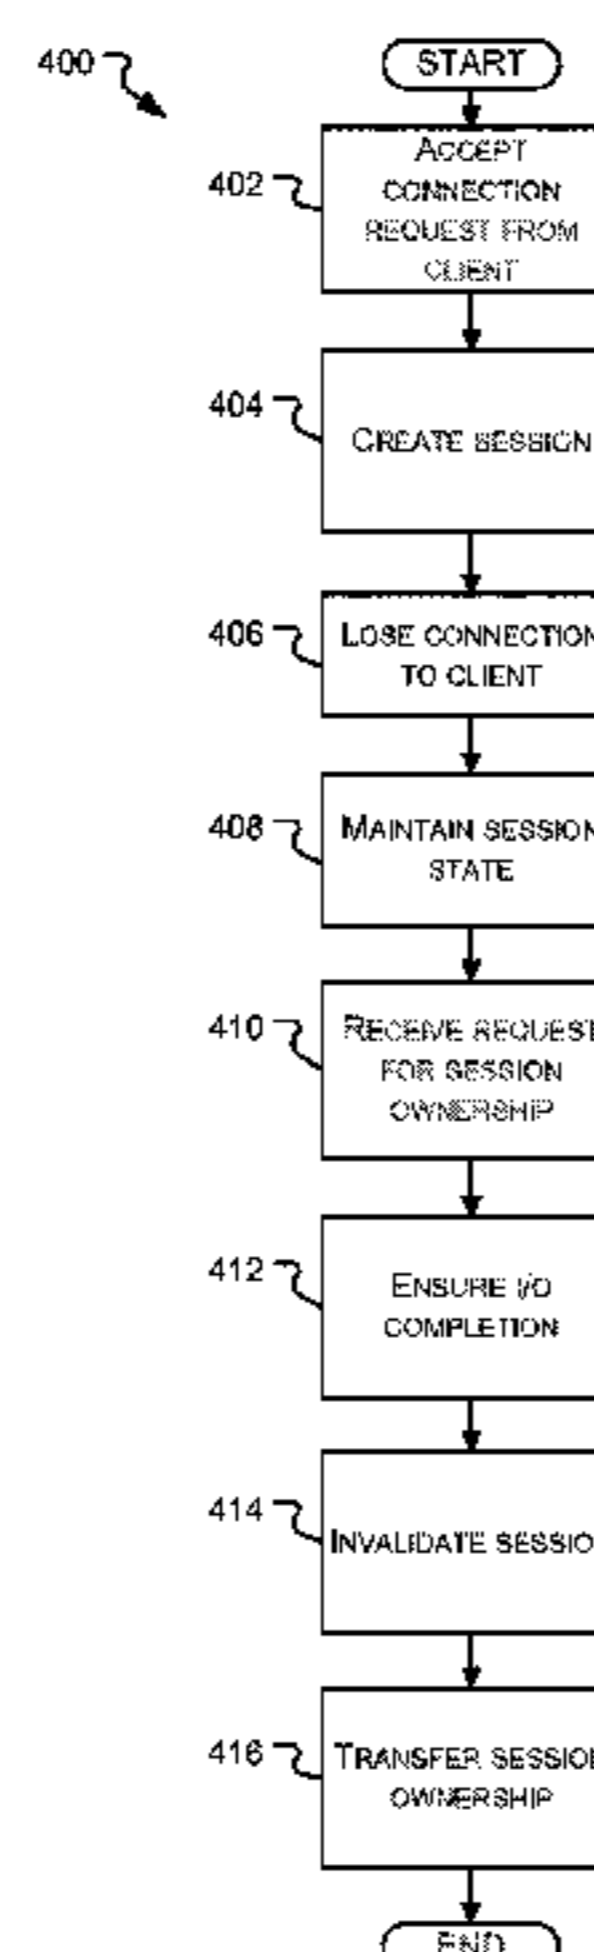 400
START
402
ACCEPT
CONNECTION
REQUEST FROM
CLIENT
404
CREATE SESSION
406
LOSE CONNECTION
TO CLIENT
408
MAINTAIN SESSION
STATE
410
RECEIVE REQUEST
FOR SESSION
OWNERSHIP
412
ENSURE I/O
COMPLETION
414
INVALIDATE SESSIO
416
TRANSFER SESSION
OWNERSHIP
END